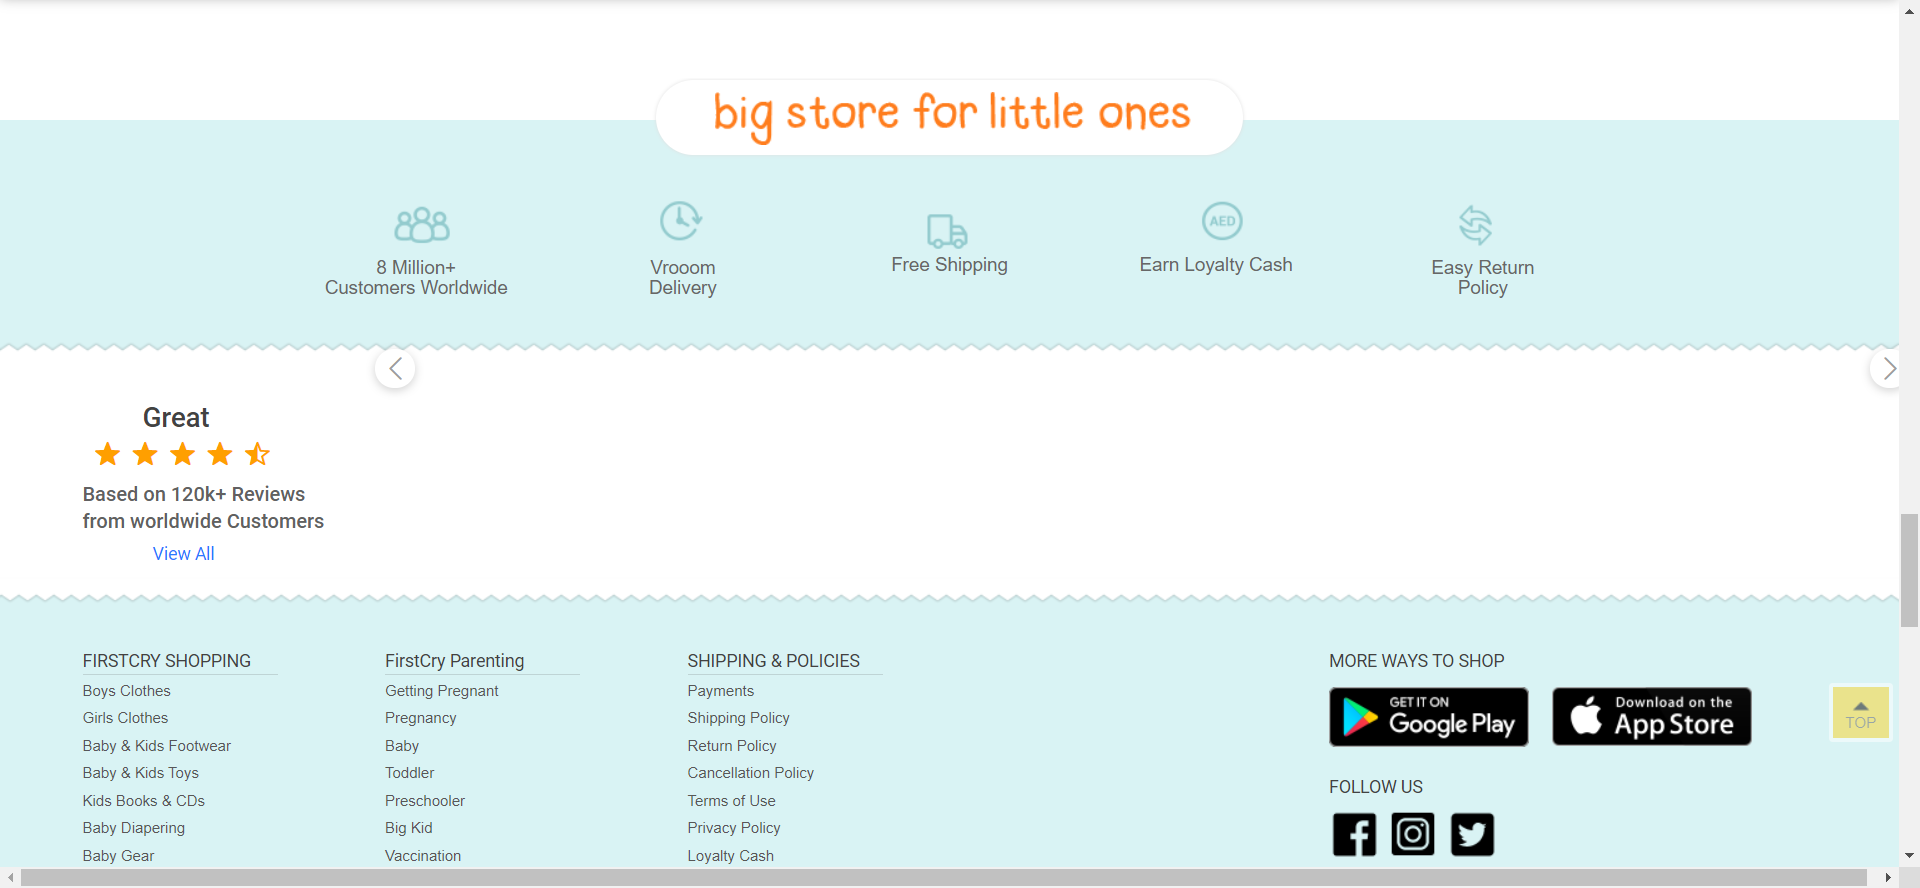 big store for little ones
AED
8 Million+
Customers Worldwide
Vrooom
Delivery
Free Shipping
Earn Loyalty Cash
Easy Return
Policy
Great
Based on 120k+ Reviews
from worldwide Customers
View All
FIRSTCRY SHOPPING
Boys Clothes
Girls Clothes
Baby & Kids Footwear
Baby & Kids Toys
Kids Books & CDs
Baby Diapering
Baby Gear
FirstCry Parenting
Getting Pregnant
Pregnancy
Baby
Toddler
Preschooler
Big Kid
Vaccination
SHIPPING & POLICIES
Payments
Shipping Policy
Return Policy
Cancellation Policy
Terms of Use
Privacy Policy
Loyalty Cash
MORE WAYS TO SHOP
GET IT ON
Google Play
Download on the
App Store
TOP
FOLLOW US